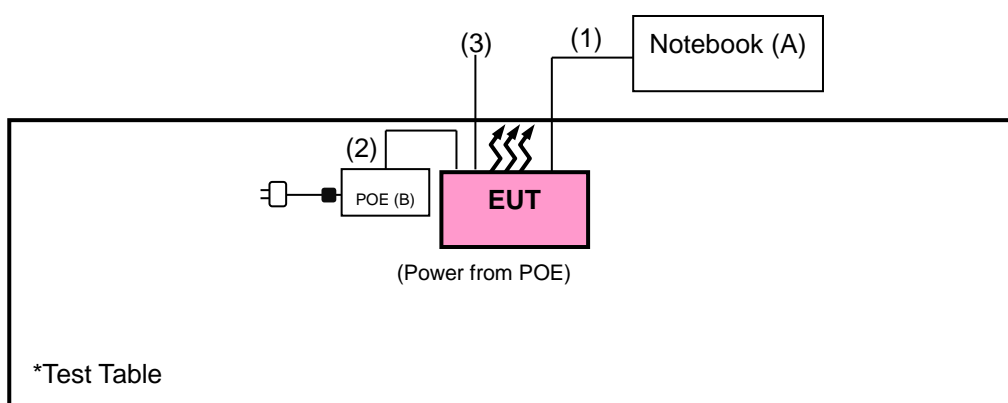 (3)
(1)
Notebook (A)
(2)
POE (B)
EUT
(Power from POE)
*Test Table